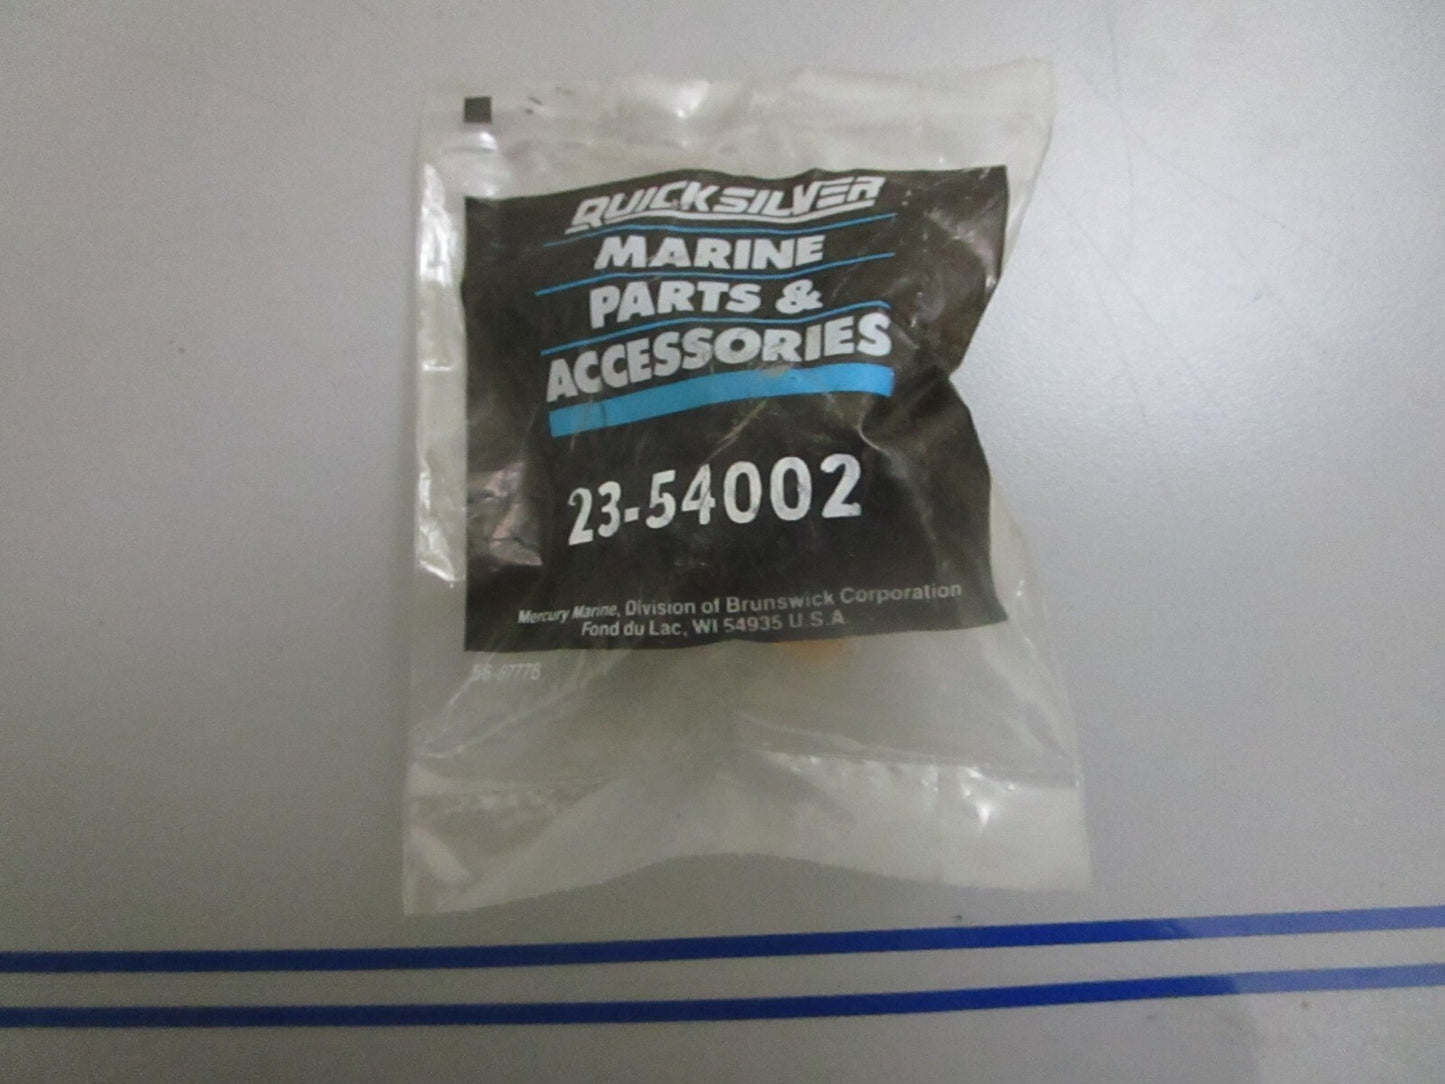 QUICKSILVER
MARINE
PARTS &
ACCESSORIES
23-54002
Mercury Marine, Division of Brunswick Corporation
Fond du Lac, WI 54935 U.S.A